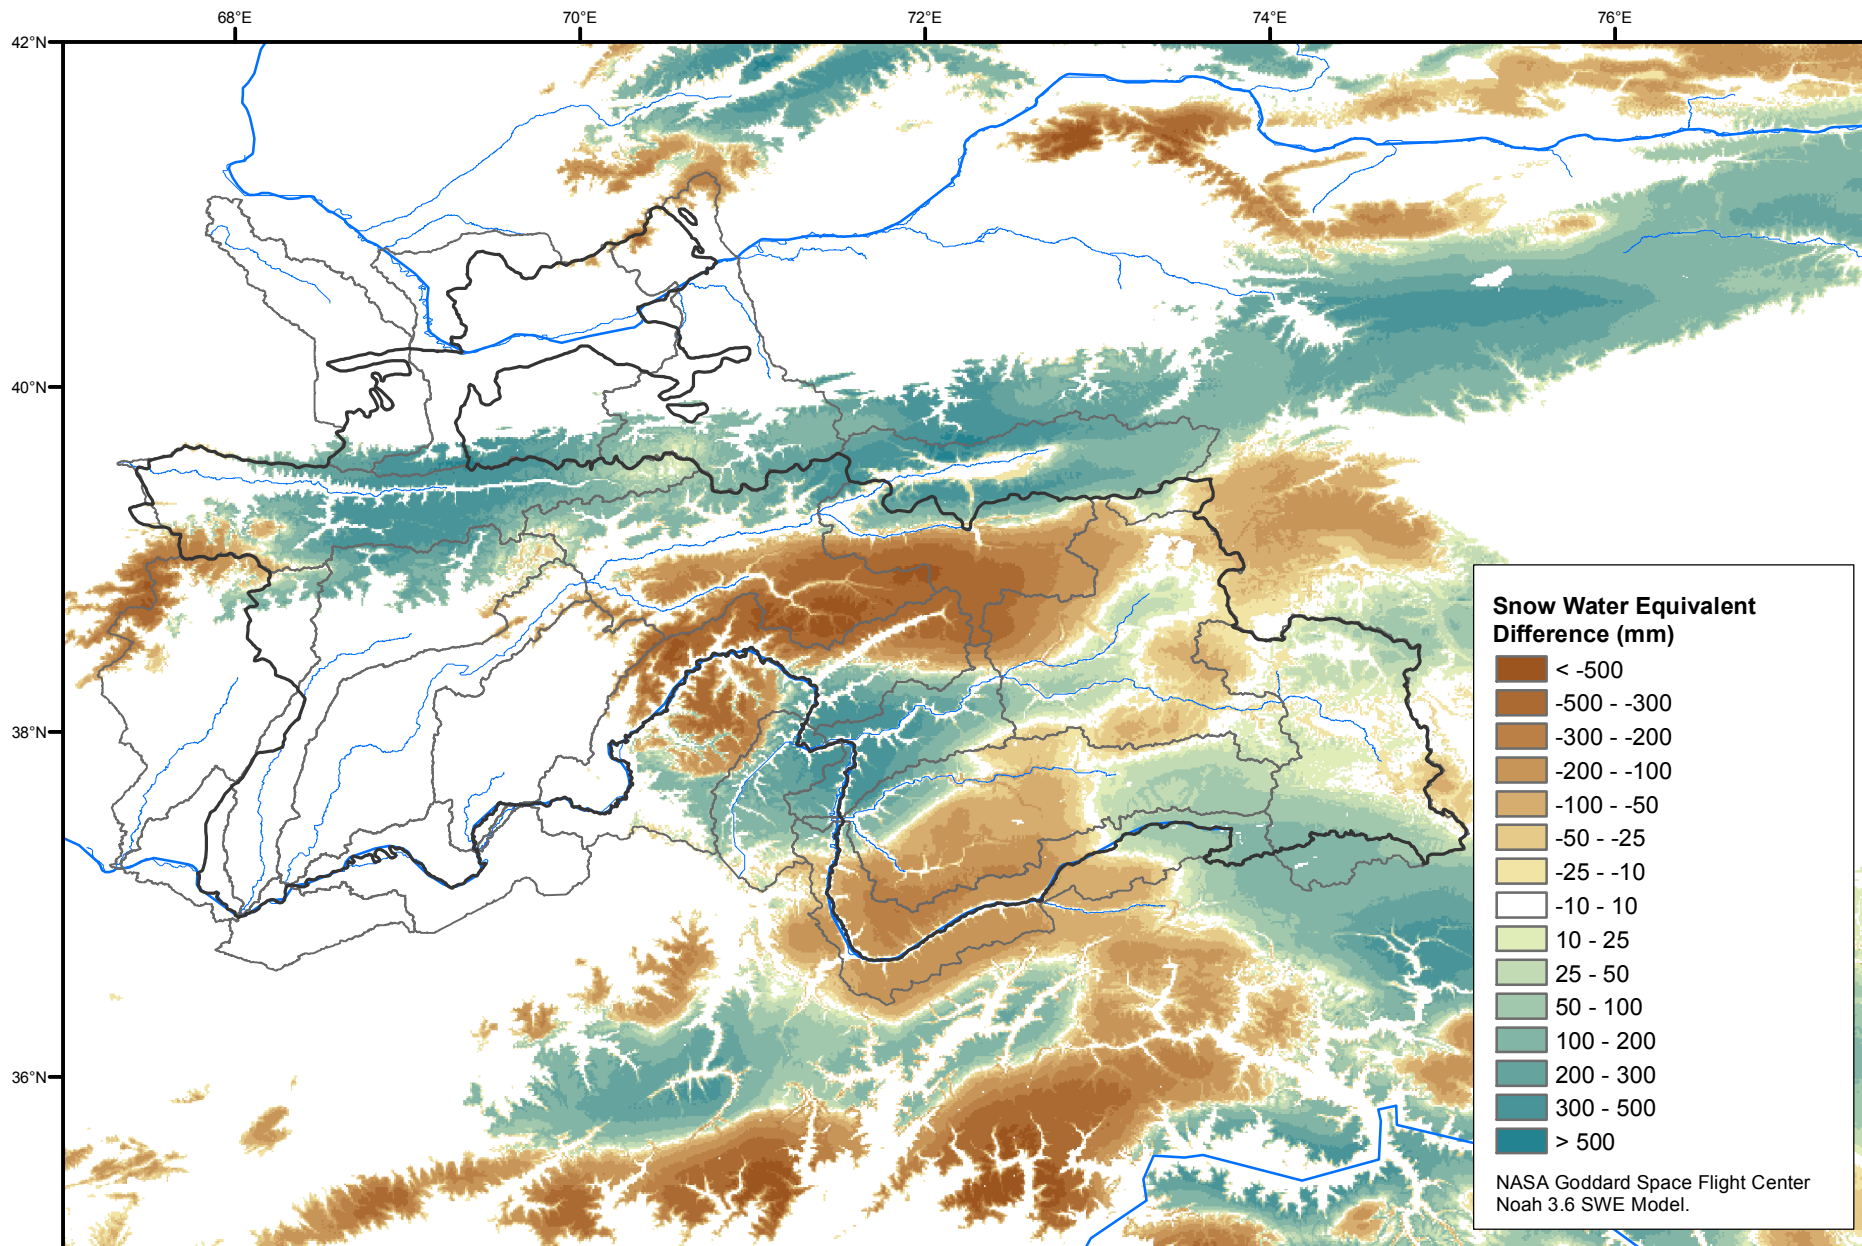 68°E
70°E
72°E
74°E
76°E
42°N
40°N
38°N
36°N
Snow Water Equivalent
Difference (mm)
< -500
-500 - -300
-300 - -200
-200 - -100
-100 - -50
-50 - -25
-25 - -10
-10 - 10
10 - 25
25 - 50
50 - 100
100 - 200
200 - 300
300 - 500
> 500
NASA Goddard Space Flight Center
Noah 3.6 SWE Model.